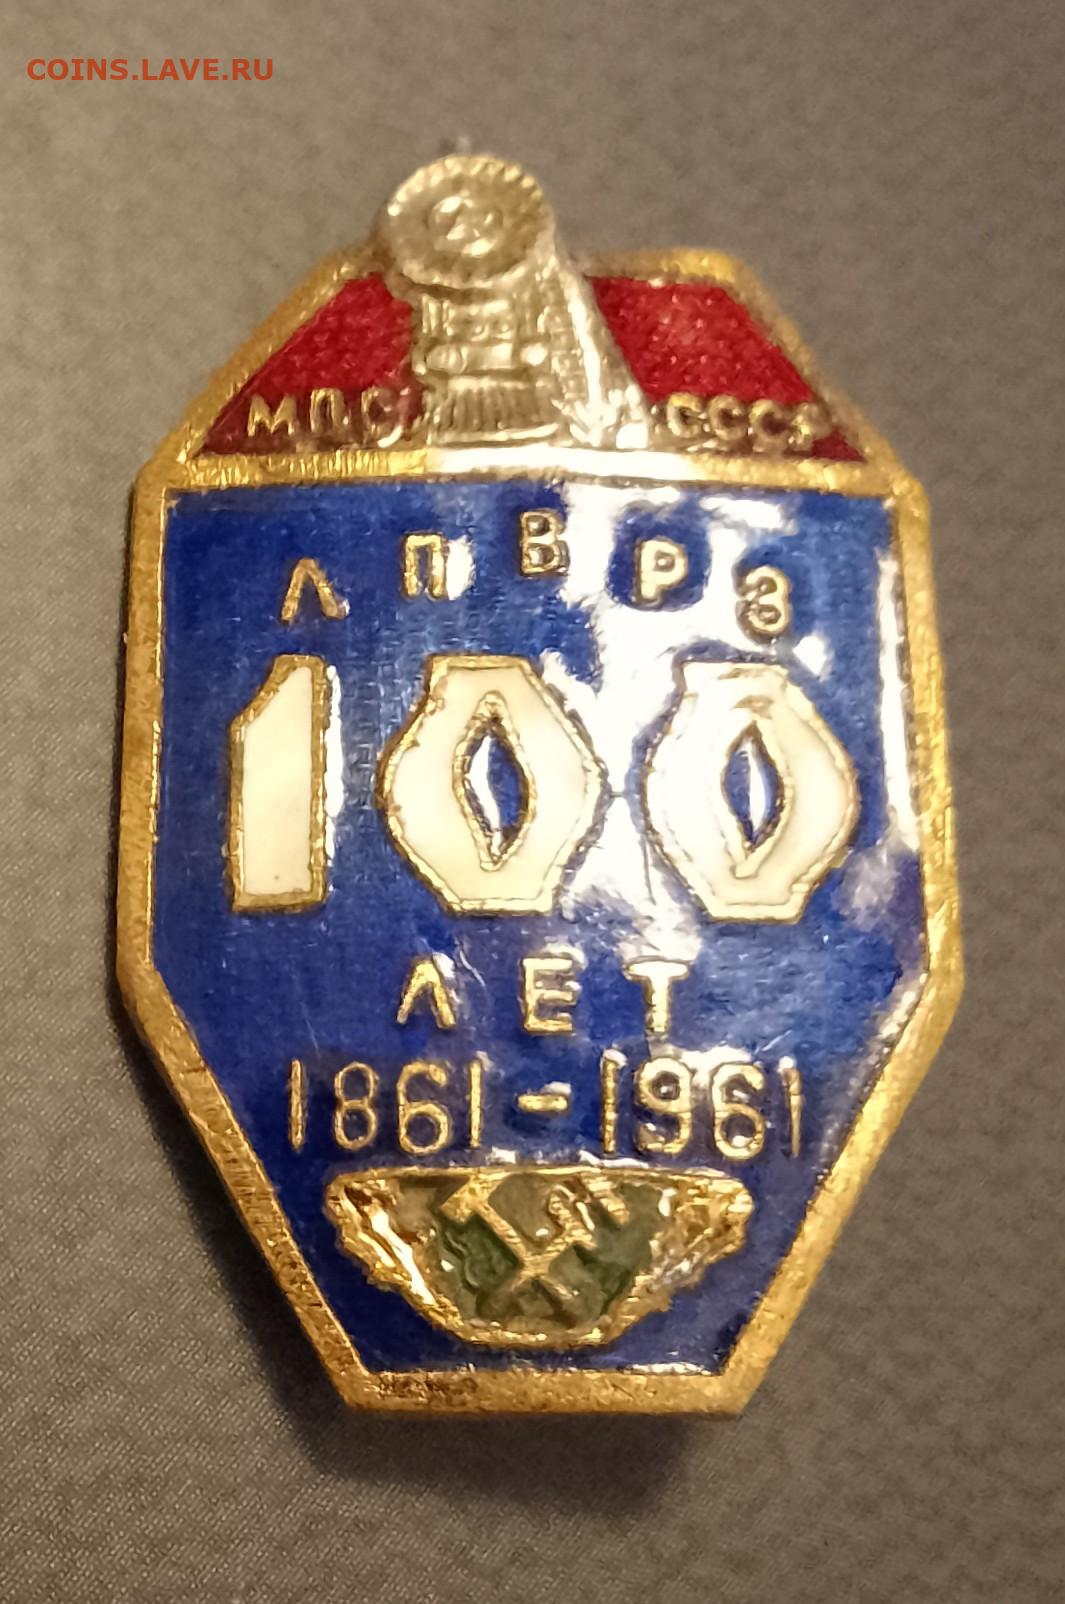 COINS.LAVE.RU
МПС СССР
ЛПВРЗ
100
ЛЕТ
1861-1961